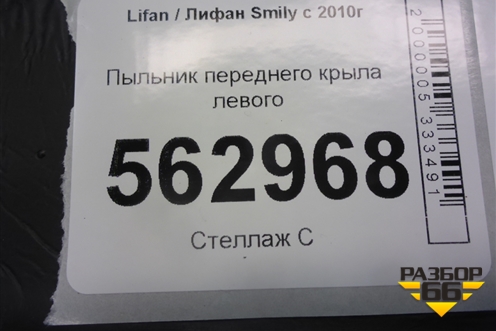 Lifan / Лифан Smily с 2010г
Пыльник переднего крыла
левого
562968
Стеллаж С
2000005333491
РАЗБОР
66